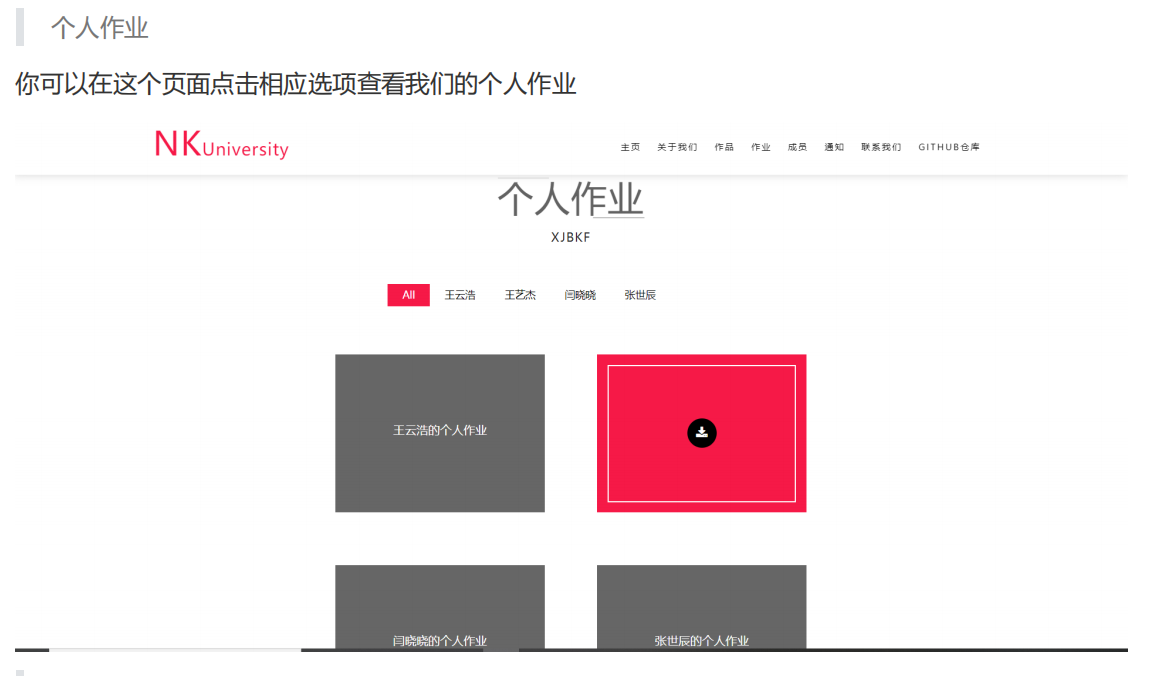 个人作业
你可以在这个页面点击相应选项查看我们的个人作业
NKUniversity
主页 关于我们 作品 作业 成员 通知 联系我们 GITHUB仓库
个人作业
XJBKF
All 王云浩 王艺杰 闫晓晓 张世辰
王云浩的个人作业
闫晓晓的个人作业 张世辰的个人作业